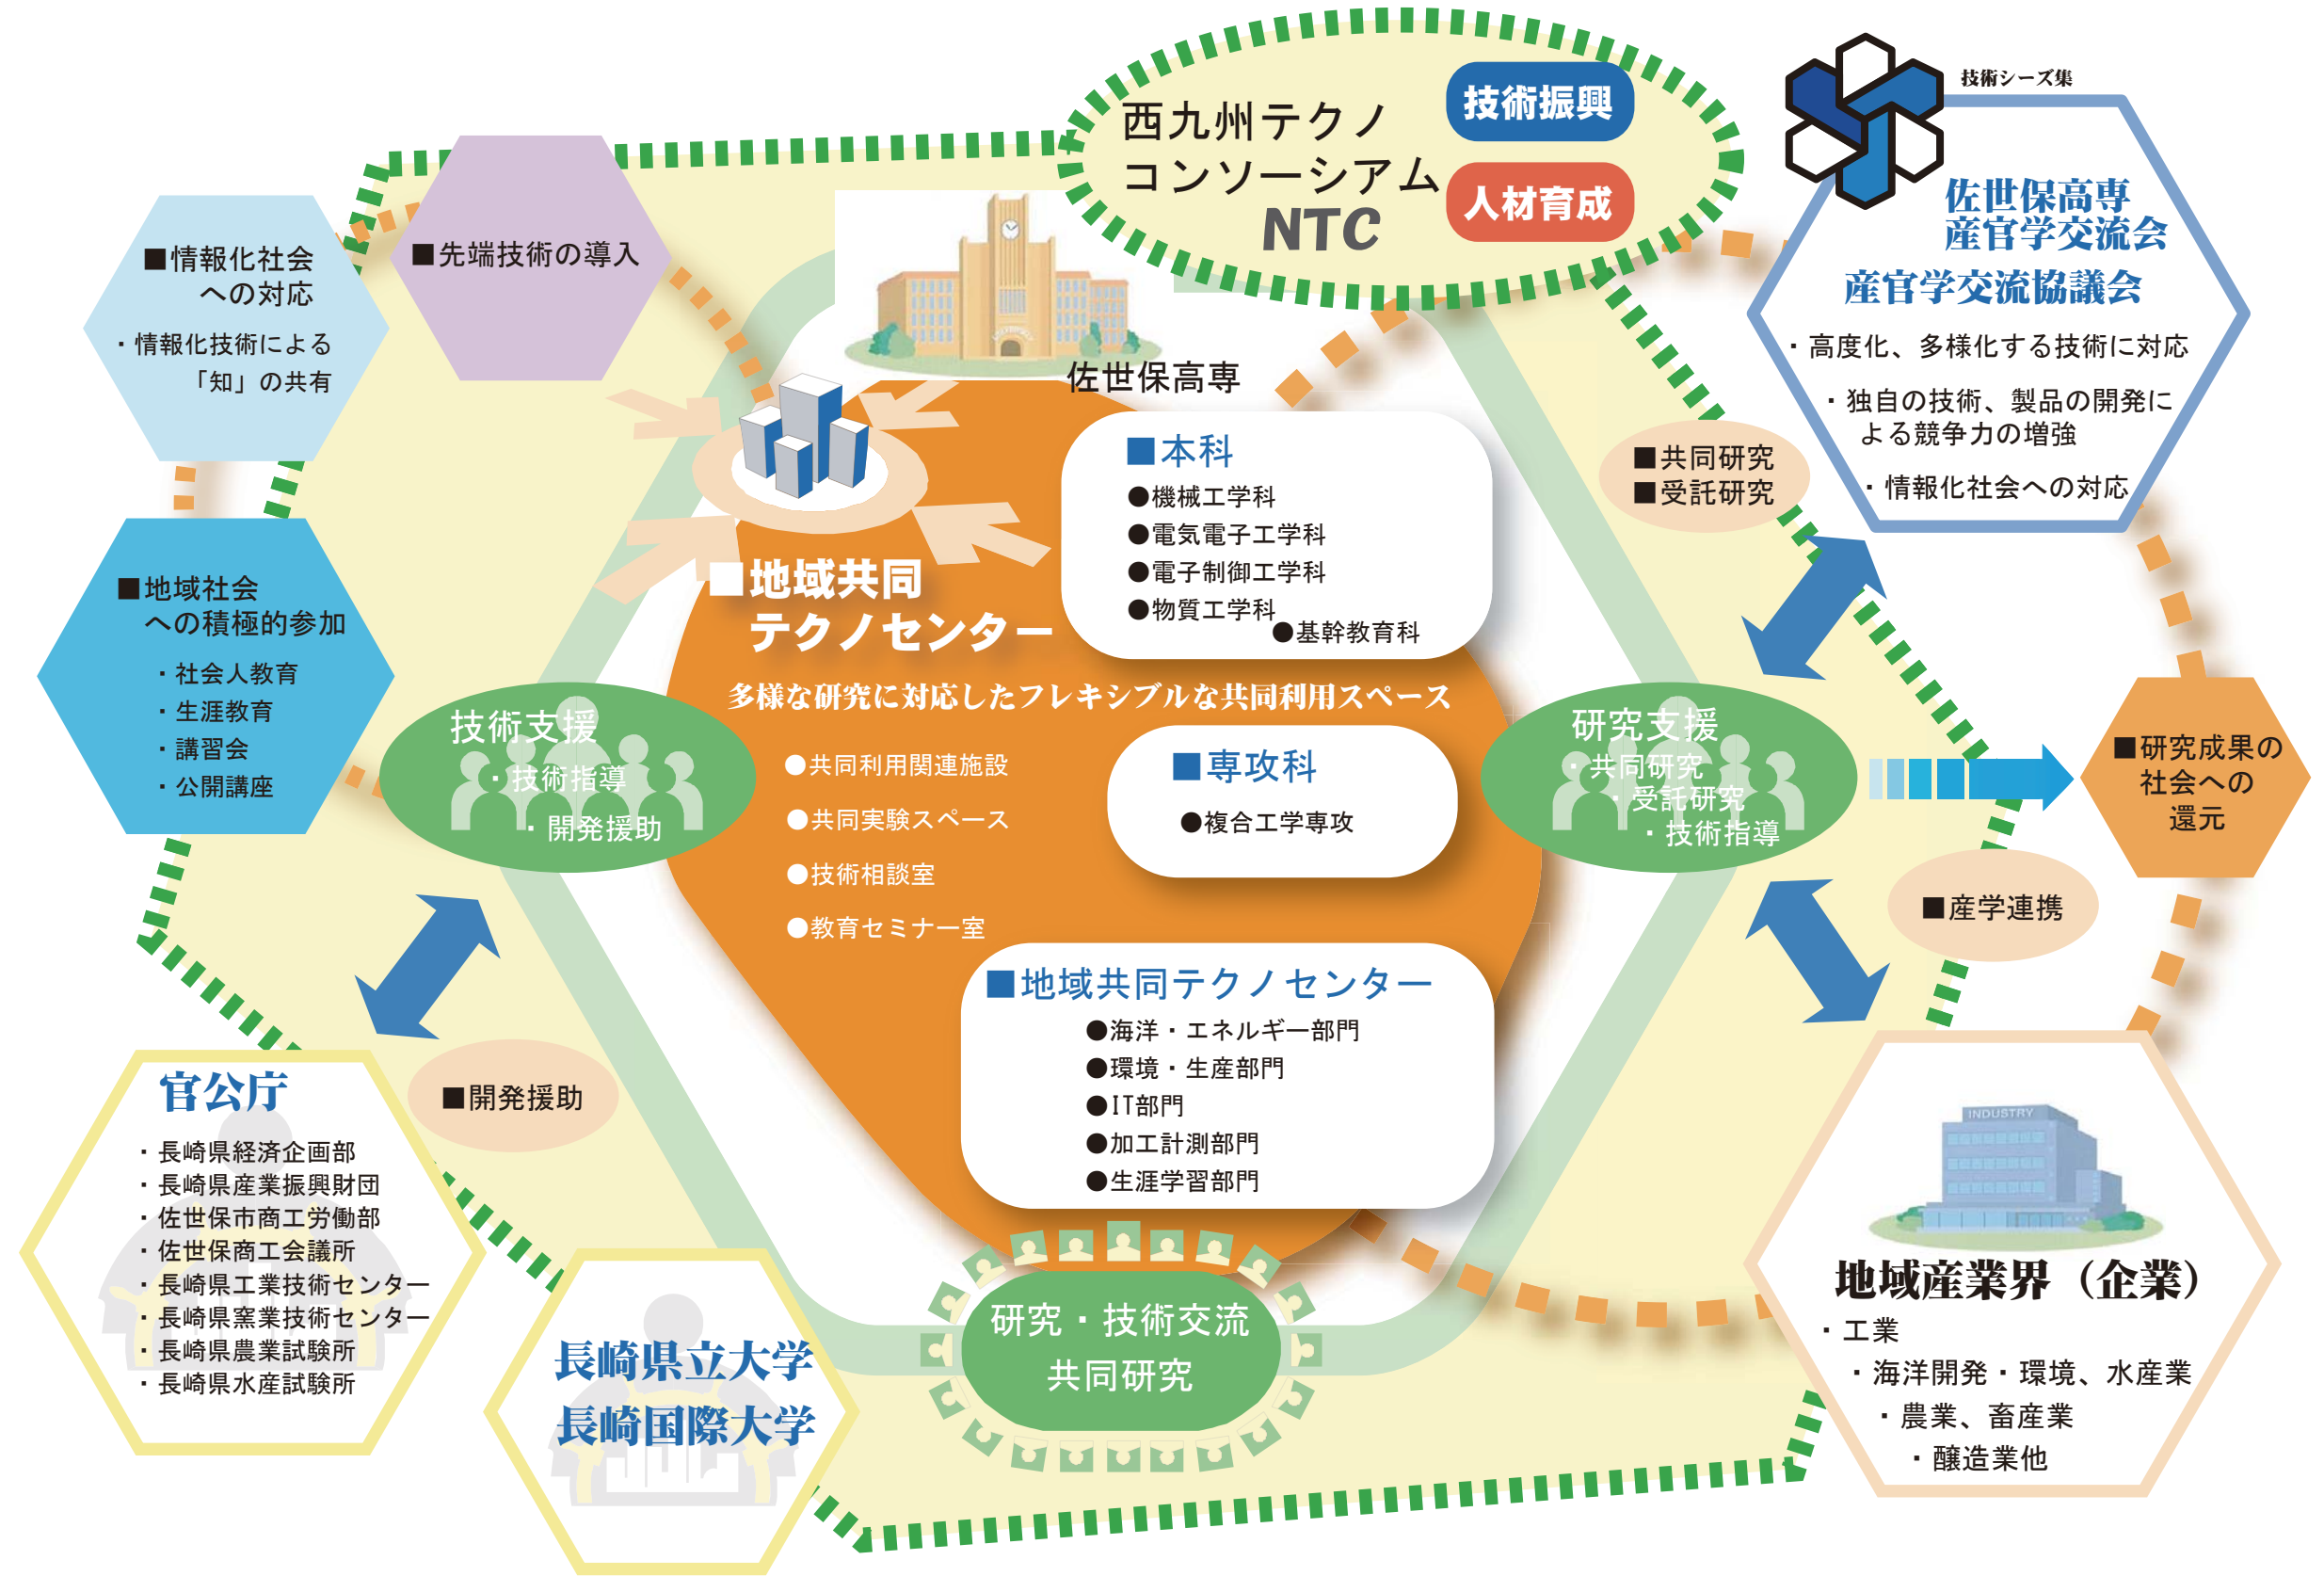 西九州テクノ
コンソーシアム
NTC
技術振興
人材育成
技術シーズ集
佐世保高専
産官学交流会
産官学交流協議会
・高度化、多様化する技術に対応
・独自の技術、製品の開発に
よる競争力の増強
・情報化社会への対応
■先端技術の導入
■情報化社会
への対応
・情報化技術による
「知」の共有
■地域社会
への積極的参加
・社会人教育
・生涯教育
・講習会
・公開講座
佐世保高専
■本科
●機械工学科
●電気電子工学科
●電子制御工学科
●物質工学科
●基幹教育科
■共同研究
■受託研究
■地域共同
テクノセンター
多様な研究に対応したフレキシブルな共同利用スペース
●共同利用関連施設
●共同実験スペース
●技術相談室
●教育セミナー室
■専攻科
●複合工学専攻
技術支援
・技術指導
・開発援助
研究支援
・共同研究
・受託研究
・技術指導
■研究成果の
社会への
還元
■産学連携
■地域共同テクノセンター
●海洋・エネルギー部門
●環境・生産部門
●IT部門
●加工計測部門
●生涯学習部門
■開発援助
官公庁
・長崎県経済企画部
・長崎県産業振興財団
・佐世保市商工労働部
・佐世保商工会議所
・長崎県工業技術センター
・長崎県窯業技術センター
・長崎県農業試験所
・長崎県水産試験所
長崎県立大学
長崎国際大学
研究・技術交流
共同研究
INDUSTRY
地域産業界（企業）
・工業
・海洋開発・環境、水産業
・農業、畜産業
・醸造業他